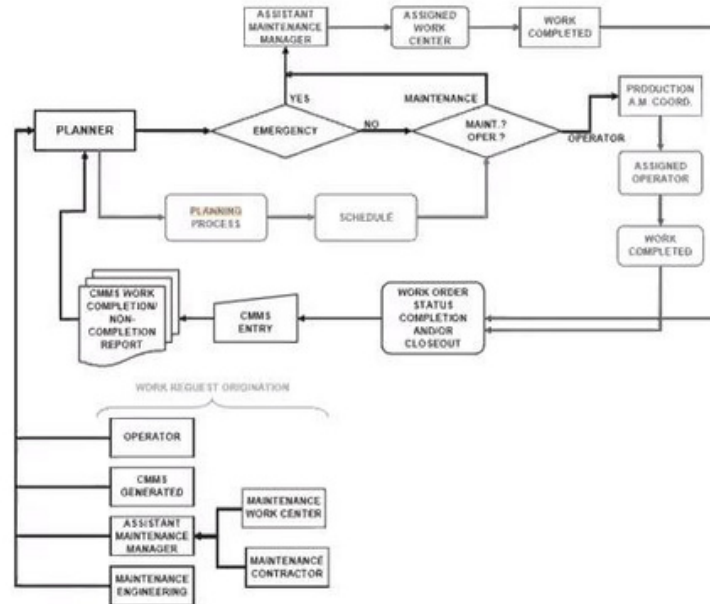 ASSISTANT
MAINTENANCE
MANAGER
ASSIGNED
WORK
CENTER
WORK
COMPLETED
PLANNER
YES
EMERGENCY
NO
MAINTENANCE
MAINT.?
OPER.?
OPERATOR
PRODUCTION
A.M. COORD.
ASSIGNED
OPERATOR
WORK
COMPLETED
PLANNING
PROCESS
SCHEDULE
CMMS WORK
COMPLETION/
NON-
COMPLETION
REPORT
CMMS
ENTRY
WORK ORDER
STATUS
COMPLETION
AND/OR
CLOSEOUT
WORK REQUEST ORIGINATION
OPERATOR
CMMS
GENERATED
ASSISTANT
MAINTENANCE
MANAGER
MAINTENANCE
ENGINEERING
MAINTENANCE
WORK CENTER
MAINTENANCE
CONTRACTOR